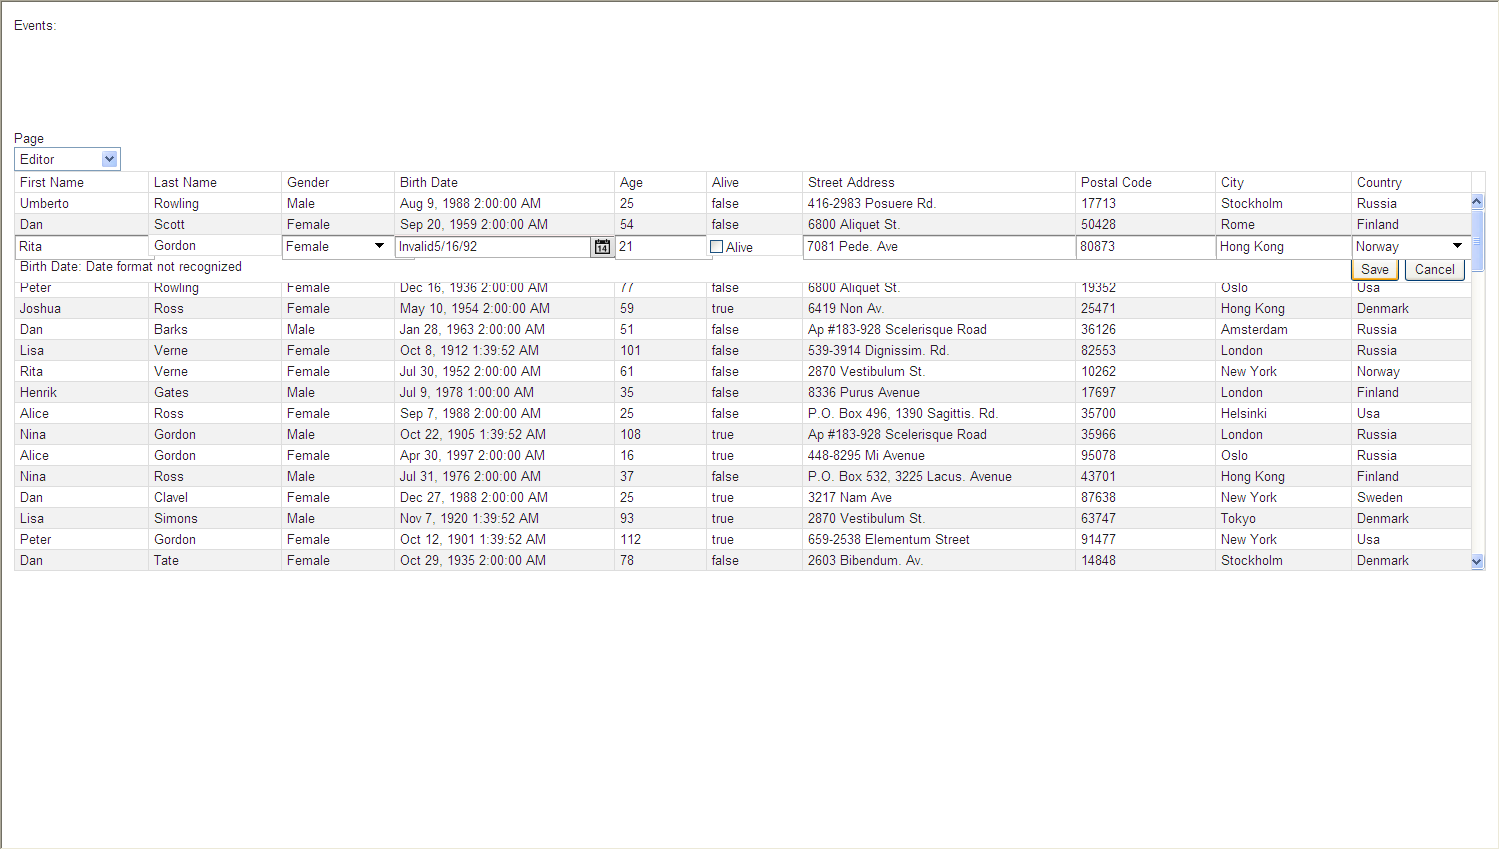 Events:
Page
Editor
First Name Last Name Gender Birth Date Age Alive Street Address Postal Code City Country
Umberto Rowling Male Aug 9, 1988 2:00:00 AM 25 false 416-2983 Posuere Rd. 17713 Stockholm Russia
Dan Scott Female Sep 20, 1959 2:00:00 AM 54 false 6800 Aliquet St. 50428 Rome Finland
Rita Gordon Female Invalid5/16/92 14 21 Alive 7081 Pede. Ave 80873 Hong Kong Norway
Birth Date: Date format not recognized Save Cancel
Peter Rowling Female Dec 16, 1936 2:00:00 AM 77 false 6800 Aliquet St. 19352 Oslo Usa
Joshua Ross Female May 10, 1954 2:00:00 AM 59 true 6419 Non Av. 25471 Hong Kong Denmark
Dan Barks Male Jan 28, 1963 2:00:00 AM 51 false Ap #183-928 Scelerisque Road 36126 Amsterdam Russia
Lisa Verne Female Oct 8, 1912 1:39:52 AM 101 false 539-3914 Dignissim. Rd. 82553 London Russia
Rita Verne Female Jul 30, 1952 2:00:00 AM 61 false 2870 Vestibulum St. 10262 New York Norway
Henrik Gates Male Jul 9, 1978 1:00:00 AM 35 false 8336 Purus Avenue 17697 London Finland
Alice Ross Female Sep 7, 1988 2:00:00 AM 25 false P.O. Box 496, 1390 Sagittis. Rd. 35700 Helsinki Usa
Nina Gordon Male Oct 22, 1905 1:39:52 AM 108 true Ap #183-928 Scelerisque Road 35966 London Russia
Alice Gordon Female Apr 30, 1997 2:00:00 AM 16 true 448-8295 Mi Avenue 95078 Oslo Russia
Nina Ross Male Jul 31, 1976 2:00:00 AM 37 false P.O. Box 532, 3225 Lacus. Avenue 43701 Hong Kong Finland
Dan Clavel Female Dec 27, 1988 2:00:00 AM 25 true 3217 Nam Ave 87638 New York Sweden
Lisa Simons Male Nov 7, 1920 1:39:52 AM 93 true 2870 Vestibulum St. 63747 Tokyo Denmark
Peter Gordon Female Oct 12, 1901 1:39:52 AM 112 true 659-2538 Elementum Street 91477 New York Usa
Dan Tate Female Oct 29, 1935 2:00:00 AM 78 false 2603 Bibendum. Av. 14848 Stockholm Denmark